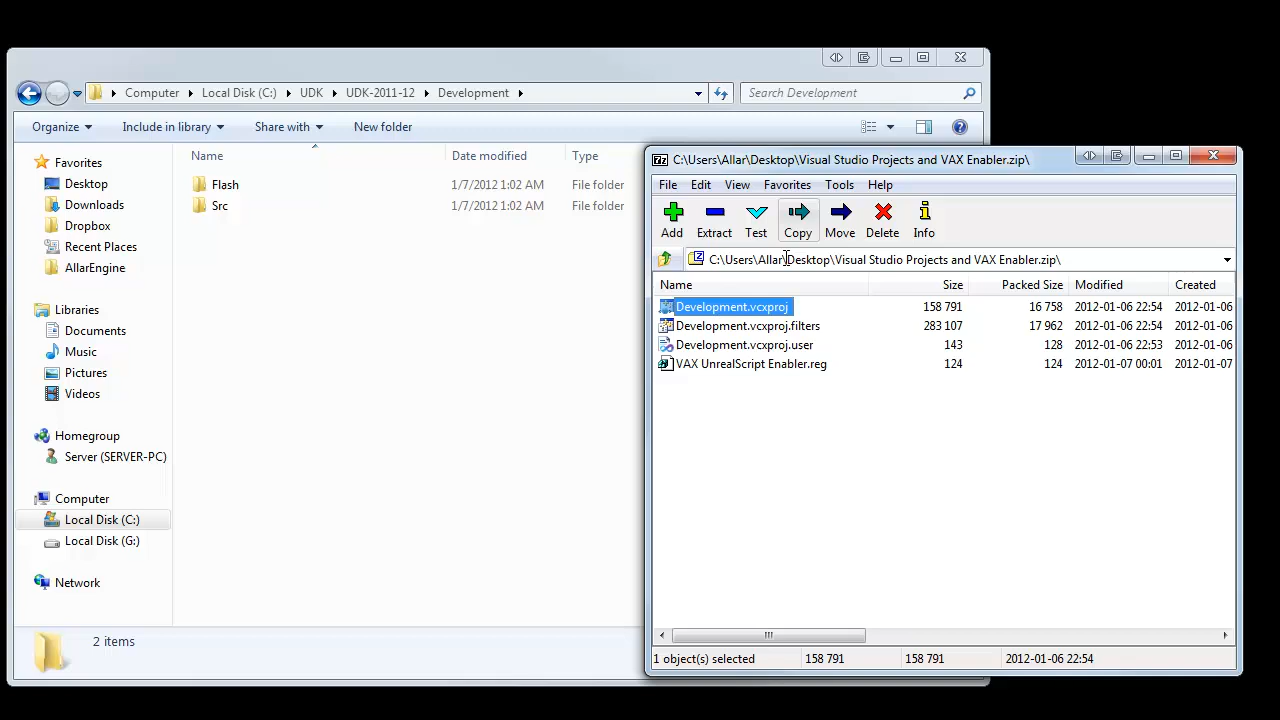 Computer Local Disk (C:) UDK UDK-2011-12 Development
Search Development
Organize Include in library Share with New folder
Name Date modified Type
Flash 1/7/2012 1:02 AM File folder
Src 1/7/2012 1:02 AM File folder
Favorites
Desktop
Downloads
Dropbox
Recent Places
AllarEngine
Libraries
Documents
Music
Pictures
Videos
Homegroup
Server (SERVER-PC)
Computer
Local Disk (C:)
Local Disk (G:)
Network
2 items
7z C:\Users\Allar\Desktop\Visual Studio Projects and VAX Enabler.zip\
File Edit View Favorites Tools Help
Add Extract Test Copy Move Delete Info
C:\Users\Allar\Desktop\Visual Studio Projects and VAX Enabler.zip\
Name Size Packed Size Modified Created
Development.vcxproj 158 791 16 758 2012-01-06 22:54 2012-01-06
Development.vcxproj.filters 283 107 17 962 2012-01-06 22:54 2012-01-06
Development.vcxproj.user 143 128 2012-01-06 22:53 2012-01-06
VAX UnrealScript Enabler.reg 124 124 2012-01-07 00:01 2012-01-07
1 object(s) selected 158 791 158 791 2012-01-06 22:54